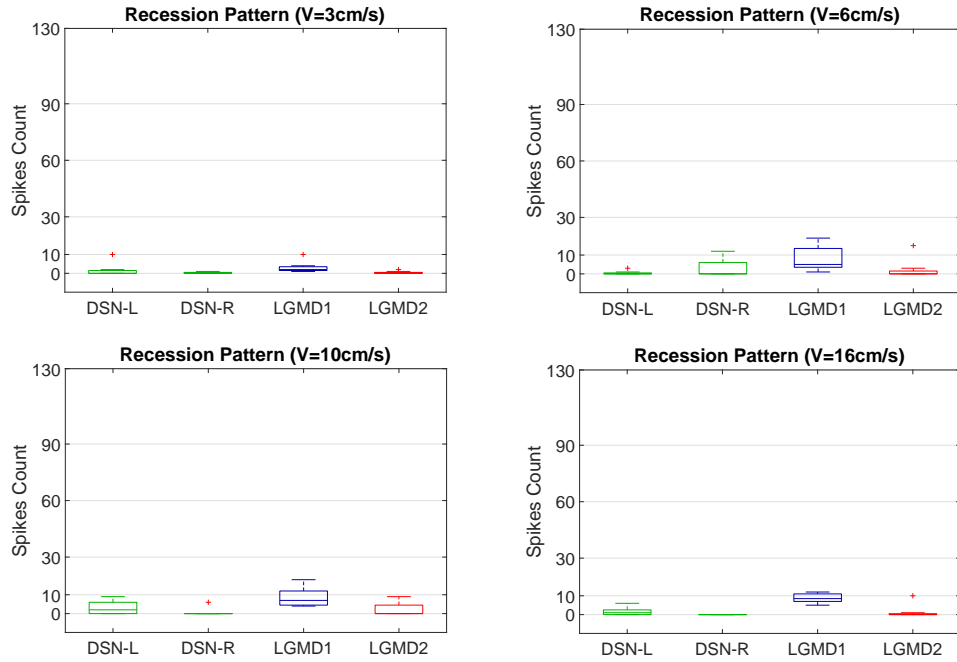 Recession Pattern (V=3cm/s)
130
90
60
30
10
0
Spikes Count
DSN-L DSN-R LGMD1 LGMD2
Recession Pattern (V=6cm/s)
130
90
60
30
10
0
Spikes Count
DSN-L DSN-R LGMD1 LGMD2
Recession Pattern (V=10cm/s)
130
90
60
30
10
0
Spikes Count
DSN-L DSN-R LGMD1 LGMD2
Recession Pattern (V=16cm/s)
130
90
60
30
10
0
Spikes Count
DSN-L DSN-R LGMD1 LGMD2